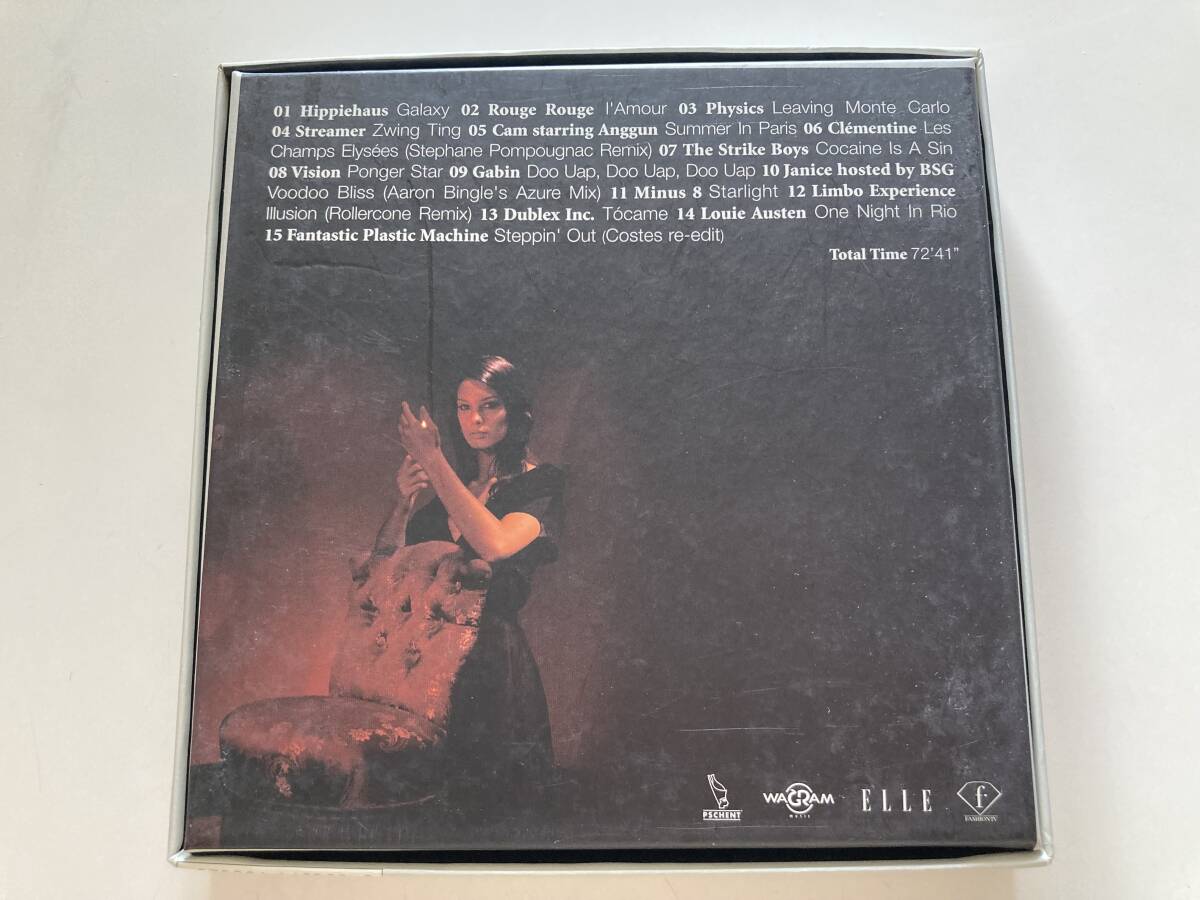 01 Hippiehaus Galaxy 02 Rouge Rouge l'Amour 03 Physics Leaving Monte Carlo
04 Streamer Zwing Ting 05 Cam starring Anggun Summer In Paris 06 Clémentine Les
Champs Elysées (Stephane Pompougnac Remix) 07 The Strike Boys Cocaine Is A Sin
08 Vision Ponger Star 09 Gabin Doo Uap, Doo Uap, Doo Uap 10 Janice hosted by BSG
Voodoo Bliss (Aaron Bingle's Azure Mix) 11 Minus 8 Starlight 12 Limbo Experience
Illusion (Rollercone Remix) 13 Dublex Inc. Tócame 14 Louie Austen One Night In Rio
15 Fantastic Plastic Machine Steppin' Out (Costes re-edit)
Total Time 72'41"
PSCHENT
WAGRAM
music
ELLE
f
FASHIONTV